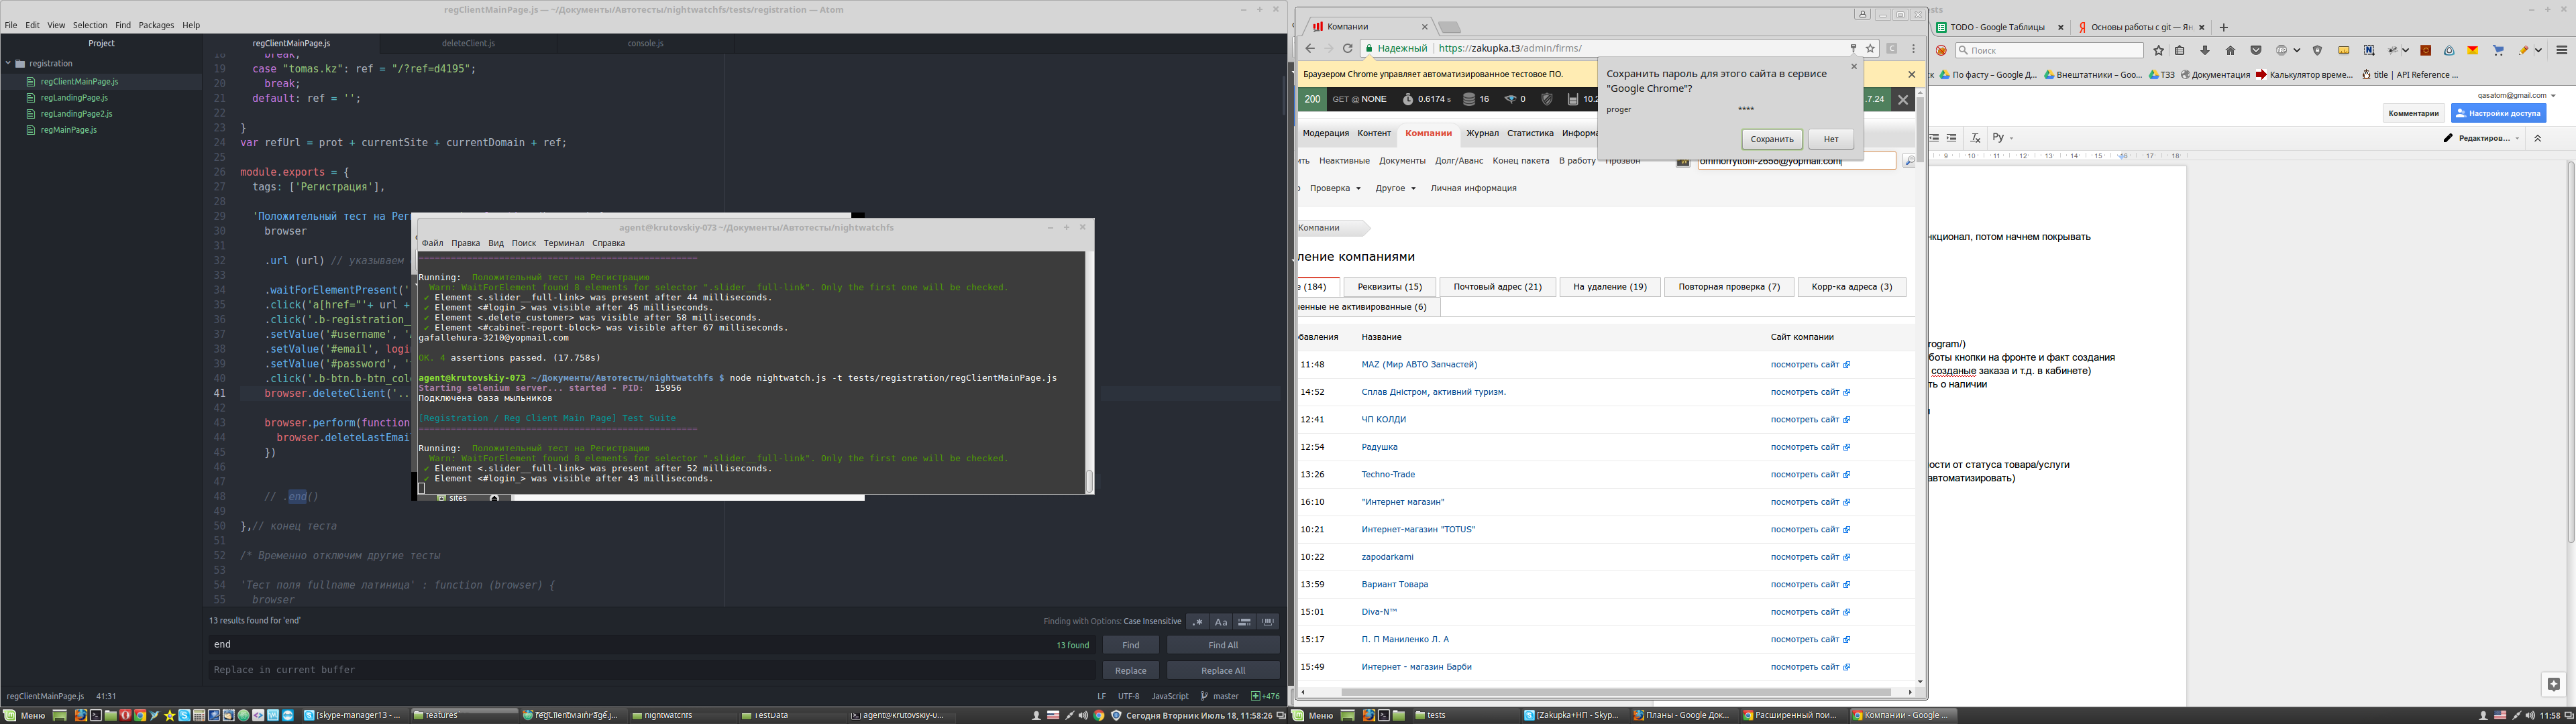 regClientMainPage.js — ~/Документы/Автотесты/nightwatchfs/tests/registration — Atom
File Edit View Selection Find Packages Help
Project
registration
regClientMainPage.js
regLandingPage.js
regLandingPage2.js
regMainPage.js
regClientMainPage.js deleteClient.js console.js
18 break;
19 case "tomas.kz": ref = "/?ref=d4195";
20 break;
21 default: ref = '';
22
23 }
24 var refUrl = prot + currentSite + currentDomain + ref;
25
26 module.exports = {
27 tags: ['Регистрация'],
28
29 'Положительный тест на Рег
30 browser
31
32 .url (url) // указываем
33
34 .waitForElementPresent('
35 .click('a[href="'+ url +
36 .click('.b-registration_
37 .setValue('#username', '
38 .setValue('#email', logi
39 .setValue('#password', '
40 .click('.b-btn.b-btn_col
41 browser.deleteClient('..
42
43 browser.perform(function
44 browser.deleteLastEmai
45 })
46
47
48 // .end()
49
50 },// конец теста
51
52 /* Временно отключим другие тесты
53
54 'Тест поля fullname латиница' : function (browser) {
55 browser
13 results found for 'end'
Finding with Options: Case Insensitive .* Aa
end 13 found Find Find All
Replace in current buffer Replace Replace All
regClientMainPage.js 41:31 LF UTF-8 JavaScript master +476
agent@krutovskiy-073 ~/Документы/Автотесты/nightwatchfs
Файл Правка Вид Поиск Терминал Справка
Running: Положительный тест на Регистрацию
Warn: WaitForElement found 8 elements for selector ".slider__full-link". Only the first one will be checked.
✔ Element <.slider__full-link> was present after 44 milliseconds.
✔ Element <#login_> was visible after 45 milliseconds.
✔ Element <.delete_customer> was visible after 58 milliseconds.
✔ Element <#cabinet-report-block> was visible after 67 milliseconds.
gafallehura-3210@yopmail.com
OK. 4 assertions passed. (17.758s)
agent@krutovskiy-073 ~/Документы/Автотесты/nightwatchfs $ node nightwatch.js -t tests/registration/regClientMainPage.js
Starting selenium server... started - PID: 15956
Подключена база мыльников
[Registration / Reg Client Main Page] Test Suite
Running: Положительный тест на Регистрацию
Warn: WaitForElement found 8 elements for selector ".slider__full-link". Only the first one will be checked.
✔ Element <.slider__full-link> was present after 52 milliseconds.
✔ Element <#login_> was visible after 43 milliseconds.
sites
Компании
Надежный https://zakupka.t3/admin/firms/
Браузером Chrome управляет автоматизированное тестовое ПО.
Сохранить пароль для этого сайта в сервисе
"Google Chrome"?
proger ****
Сохранить Нет
200 GET @ NONE 0.6174 s 16 0 10.2 .7.24
Модерация Контент Компании Журнал Статистика Информа
ить Неактивные Документы Долг/Аванс Конец пакета В работу Прозвон
ommorryttom-2658@yopmail.com
Проверка Другое Личная информация
Компании
ление компаниями
е (184) Реквизиты (15) Почтовый адрес (21) На удаление (19) Повторная проверка (7) Корр-ка адреса (3)
ненные не активированные (6)
обавления Название Сайт компании
11:48 MAZ (Мир АВТО Запчастей) посмотреть сайт
14:52 Сплав Дністром, активний туризм. посмотреть сайт
12:41 ЧП КОЛДИ посмотреть сайт
12:54 Радушка посмотреть сайт
13:26 Techno-Trade посмотреть сайт
16:10 "Интернет магазин" посмотреть сайт
10:21 Интернет-магазин "TOTUS" посмотреть сайт
10:22 zapodarkami посмотреть сайт
13:59 Вариант Товара посмотреть сайт
15:01 Diva-N™ посмотреть сайт
15:17 П. П Маниленко Л. А посмотреть сайт
15:49 Интернет - магазин Барби посмотреть сайт
sts
TODO - Google Таблицы Основы работы с git — Ян
Поиск
По фасту – Google Д... Внештатники – Goo... ТЗЗ Документация Калькулятор време... title | API Reference ...
qasatom@gmail.com
Комментарии Настройки доступа
Ру Редактиров...
9 10 11 12 13 14 15 16 17 18
нкционал, потом начнем покрывать
rogram/)
боты кнопки на фронте и факт создания
созданые заказа и т.д. в кабинете)
ть о наличии
ности от статуса товара/услуги
автоматизировать)
Меню [skype-manager13 - ... features regClientMainPage.j... nightwatchfs TestData agent@krutovskiy-0... Сегодня Вторник Июль 18, 11:58:26
Меню tests [Zakupka+НП - Skyp... Планы - Google Док... Расширенный пои... Компании - Google ... 11:58